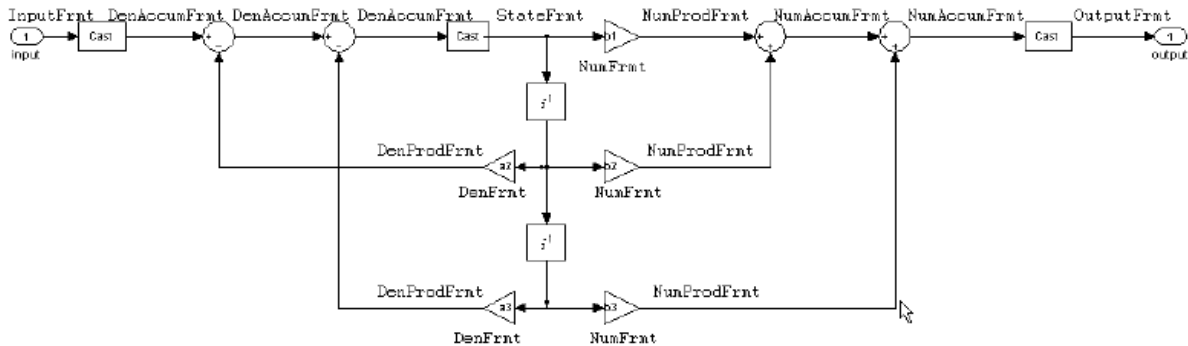 InputFrmt DenAccumFrmt DenAccumFrmt DenAccumFrmt StateFrmt NumProdFrmt NumAccumFrmt NumAccumFrmt OutputFrmt
1 Cast Cast b1 Cast 1
input NumFrmt output
z-1
DenProdFrmt NumProdFrmt
a2 b2
DenFrmt NumFrmt
z-1
DenProdFrmt NumProdFrmt
a3 b3
DenFrmt NumFrmt